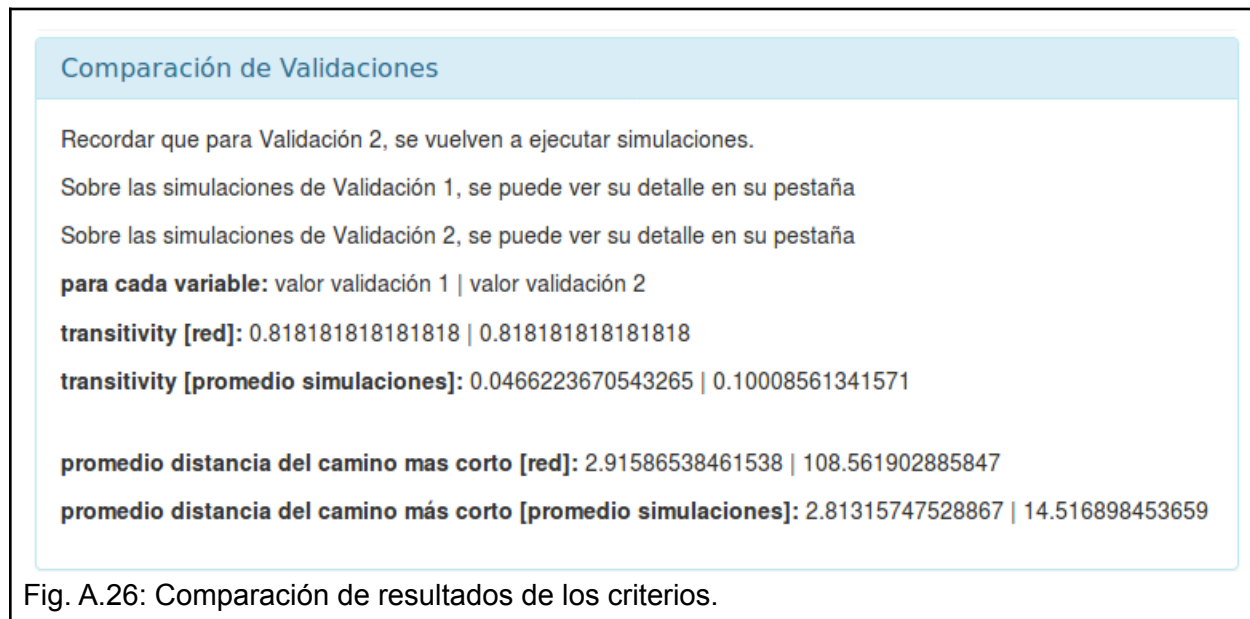 Comparación de Validaciones
Recordar que para Validación 2, se vuelven a ejecutar simulaciones.
Sobre las simulaciones de Validación 1, se puede ver su detalle en su pestaña
Sobre las simulaciones de Validación 2, se puede ver su detalle en su pestaña
para cada variable: valor validación 1 | valor validación 2
transitivity [red]: 0.818181818181818 | 0.818181818181818
transitivity [promedio simulaciones]: 0.0466223670543265 | 0.10008561341571
promedio distancia del camino mas corto [red]: 2.91586538461538 | 108.561902885847
promedio distancia del camino más corto [promedio simulaciones]: 2.81315747528867 | 14.516898453659
Fig. A.26: Comparación de resultados de los criterios.